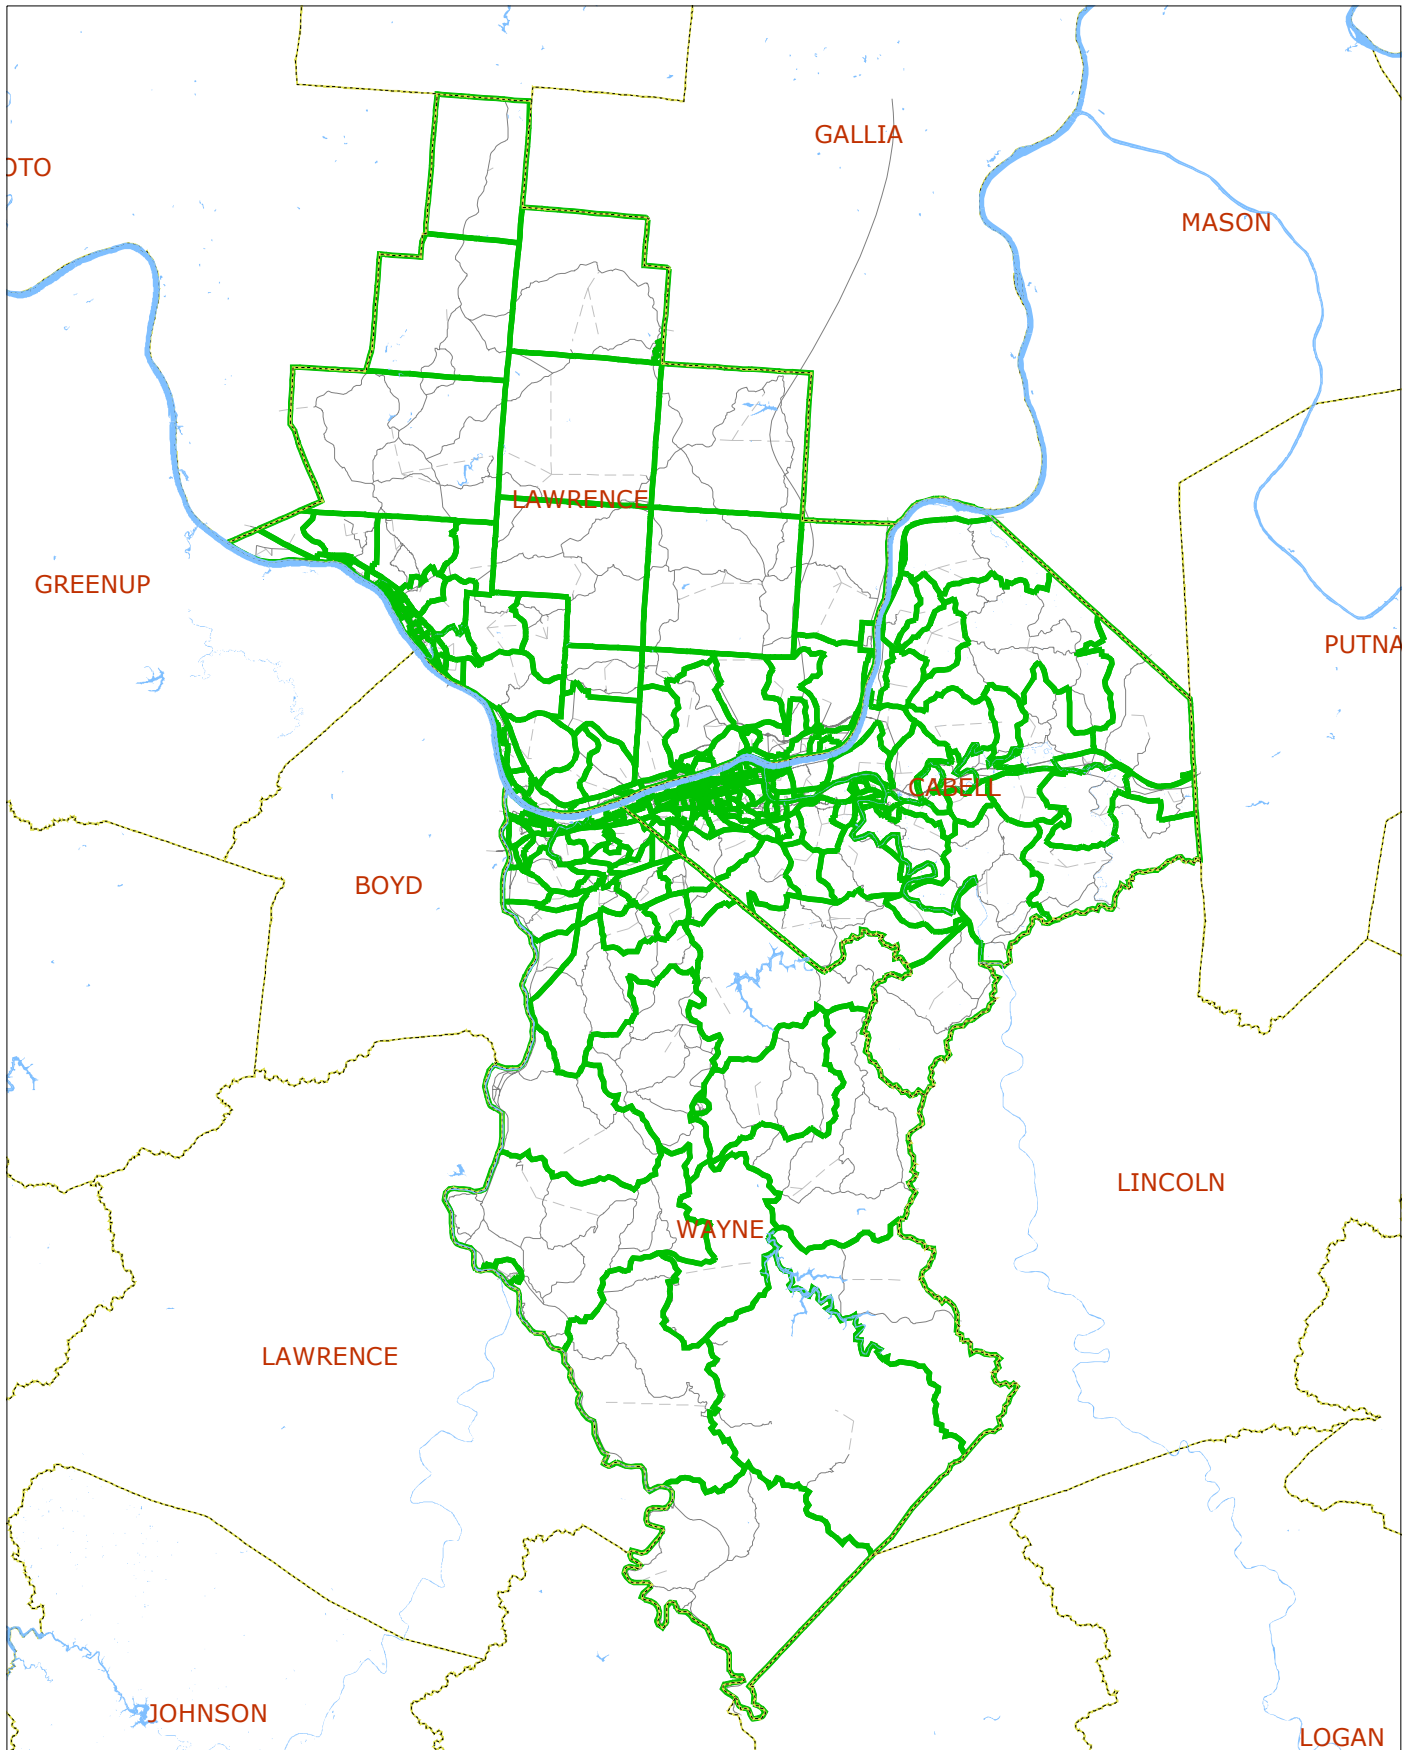 GALLIA
OTO
MASON
LAWRENCE
GREENUP
PUTNA
CABELL
BOYD
LINCOLN
WAYNE
LAWRENCE
JOHNSON
LOGAN